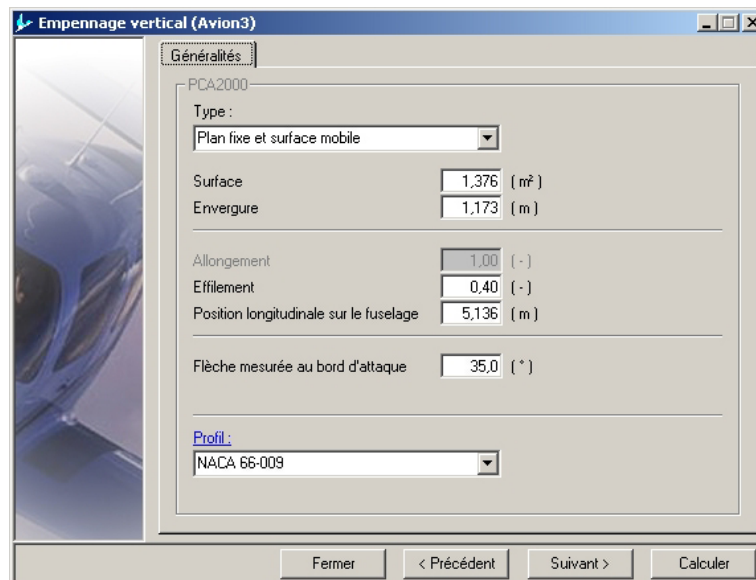 Empennage vertical (Avion3)
Généralités
PCA2000
Type :
Plan fixe et surface mobile
Surface 1,376 ( m² )
Envergure 1,173 ( m )
Allongement 1,00 ( - )
Effilement 0,40 ( - )
Position longitudinale sur le fuselage 5,136 ( m )
Flèche mesurée au bord d'attaque 35,0 ( ° )
Profil :
NACA 66-009
Fermer < Précédent Suivant > Calculer